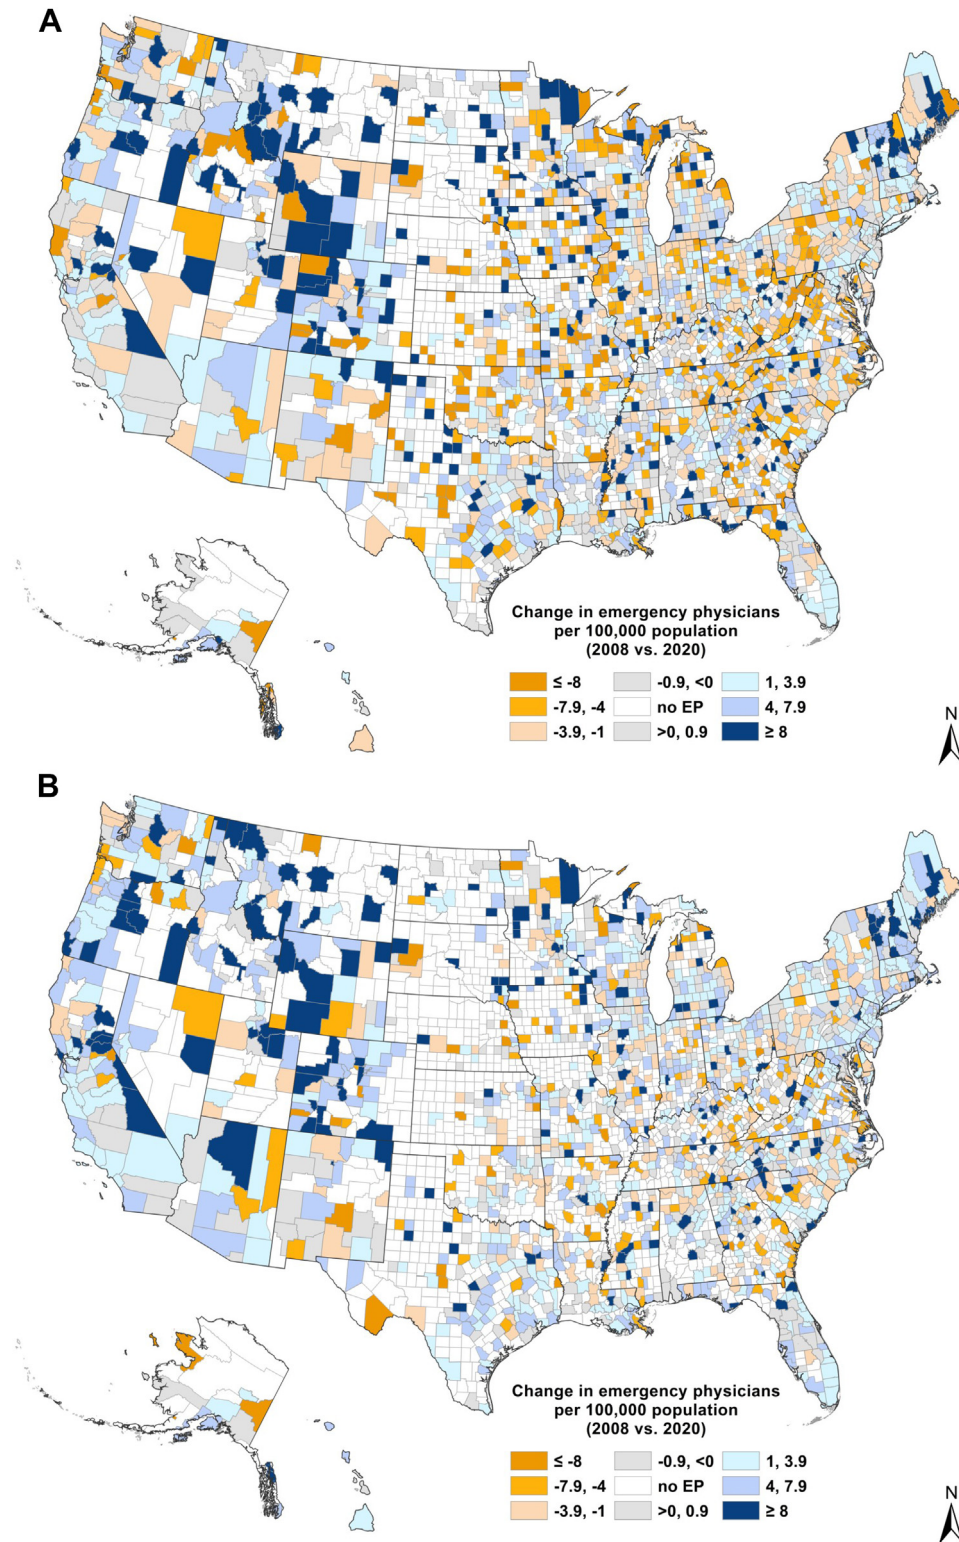 A
Change in emergency physicians
per 100,000 population
(2008 vs. 2020)
≤ -8 -0.9, <0 1, 3.9
-7.9, -4 no EP 4, 7.9
-3.9, -1 >0, 0.9 ≥ 8
N
B
Change in emergency physicians
per 100,000 population
(2008 vs. 2020)
≤ -8 -0.9, <0 1, 3.9
-7.9, -4 no EP 4, 7.9
-3.9, -1 >0, 0.9 ≥ 8
N